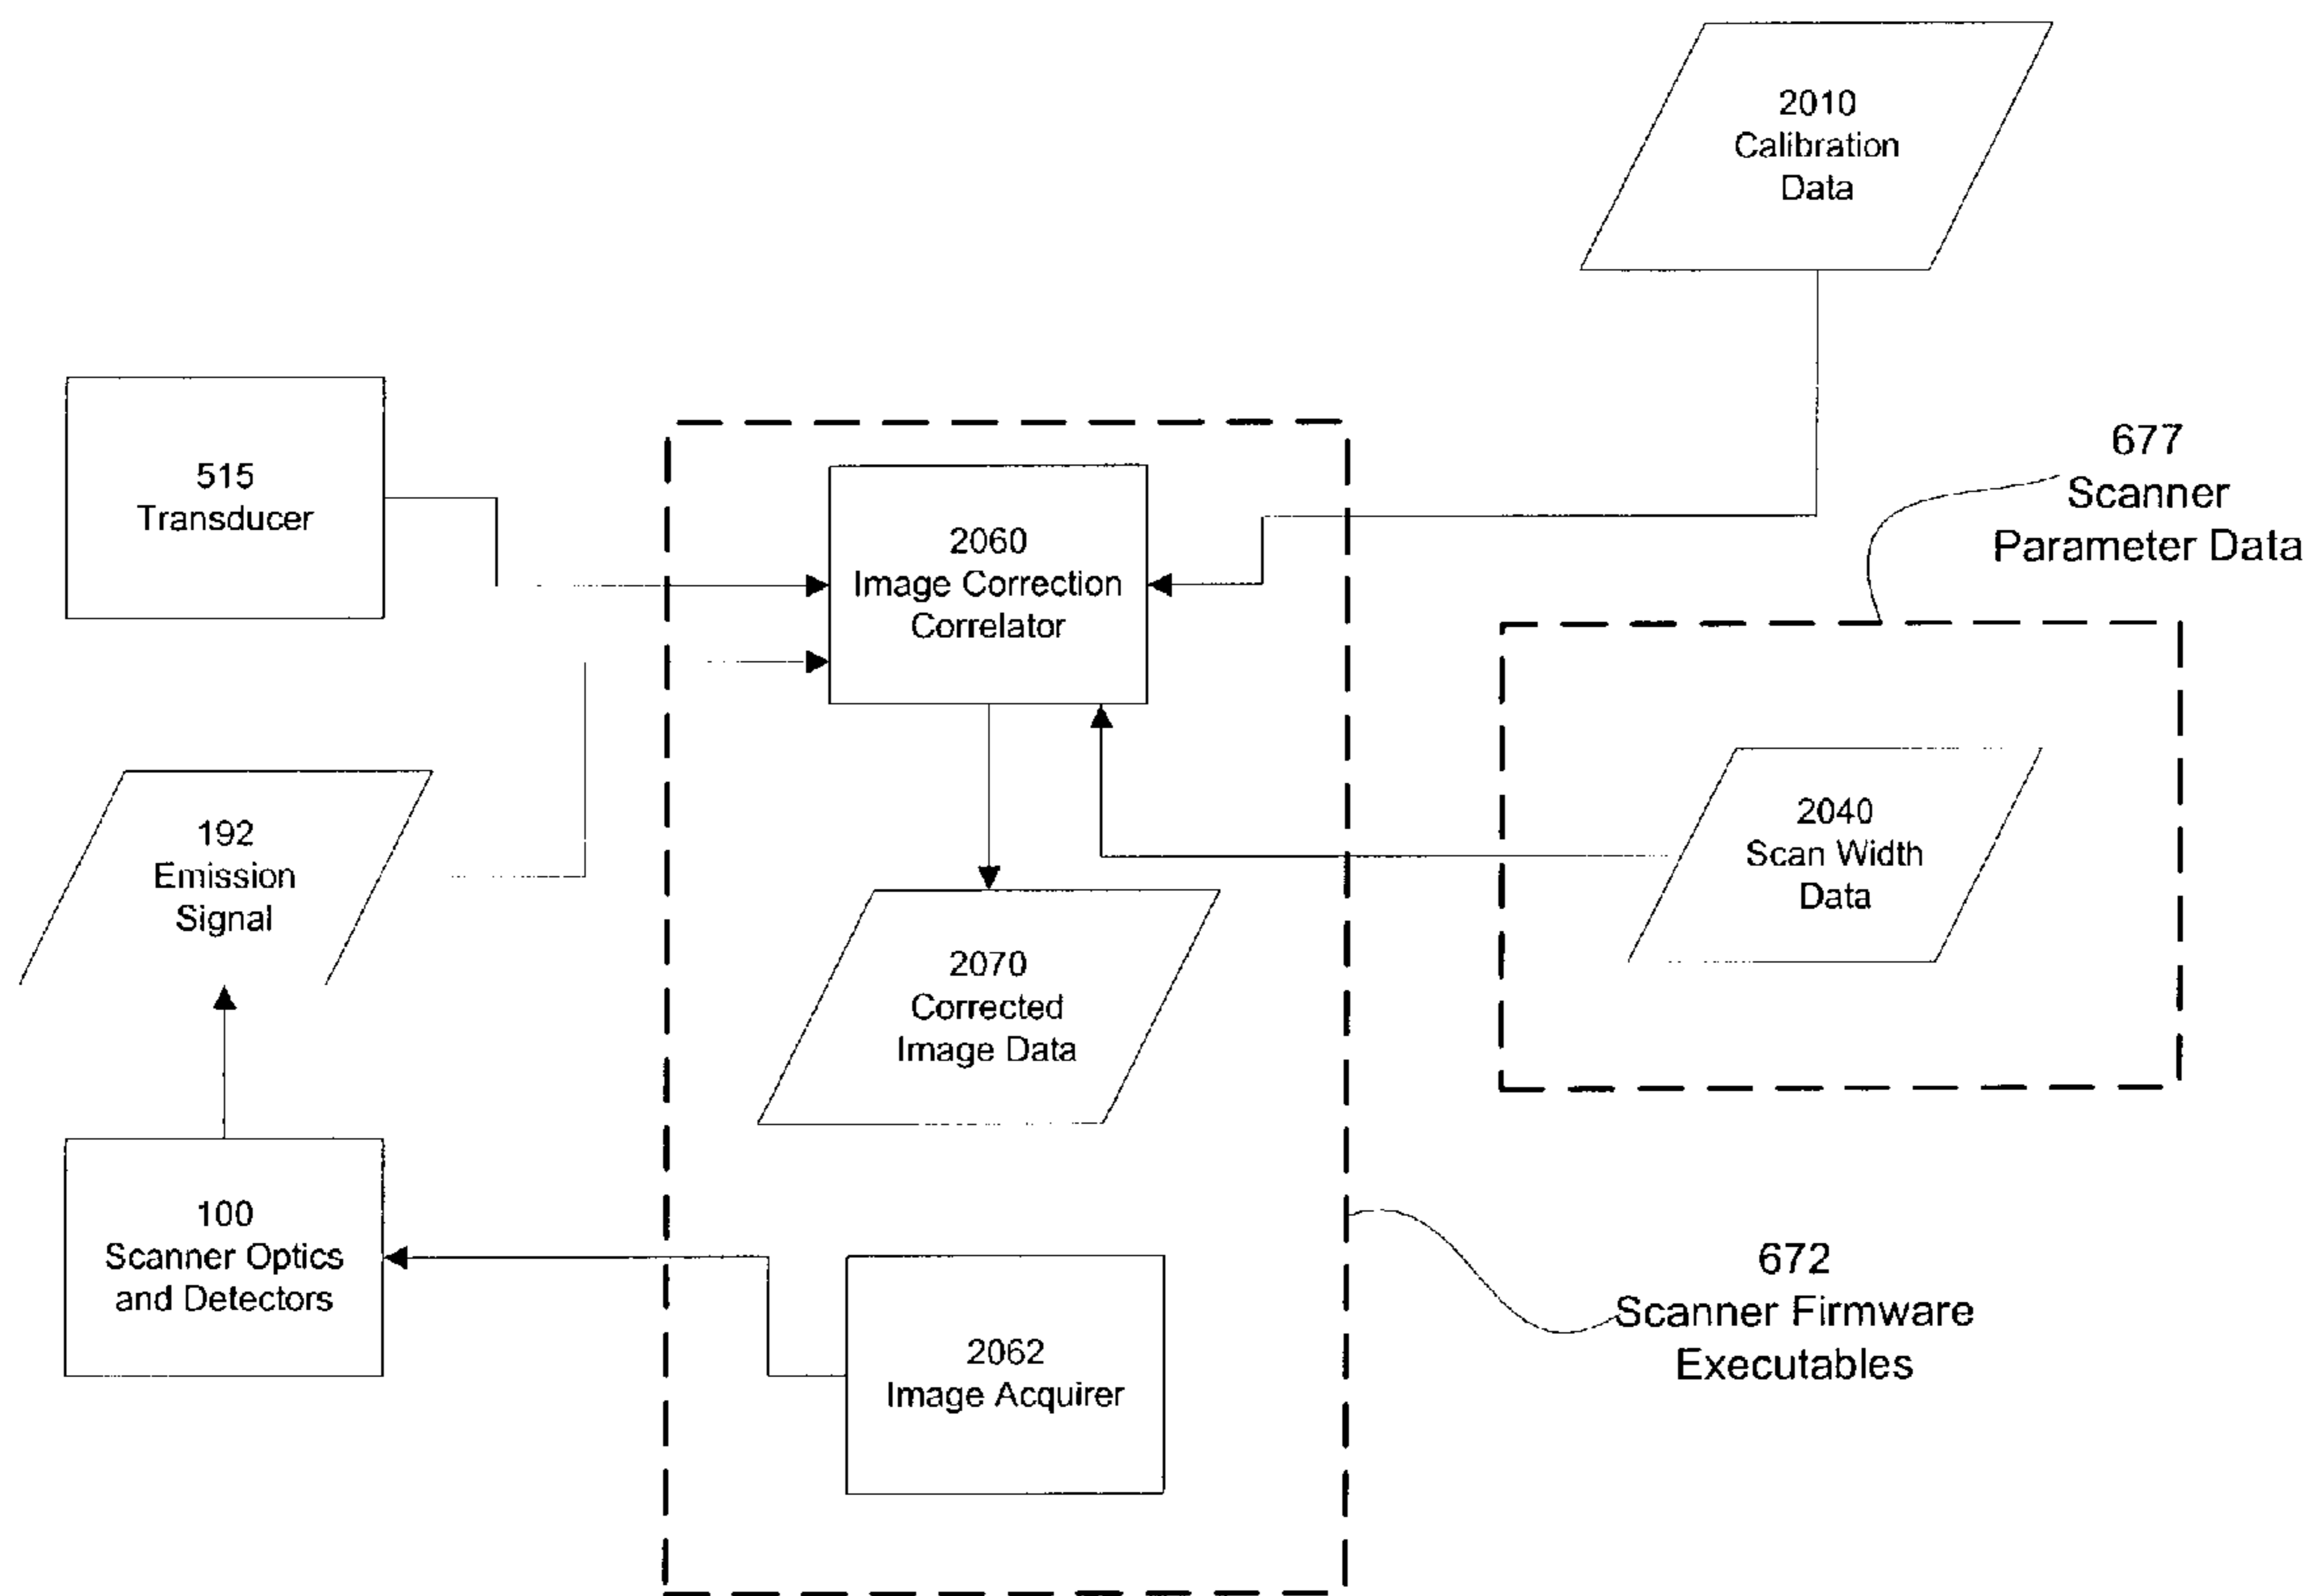 2010
Calibration
Data
677
Scanner
Parameter Data
515
Transducer
2060
Image Correction
Correlator
192
Emission
Signal
2040
Scan Width
Data
2070
Corrected
Image Data
100
Scanner Optics
and Detectors
672
Scanner Firmware
Executables
2062
Image Acquirer